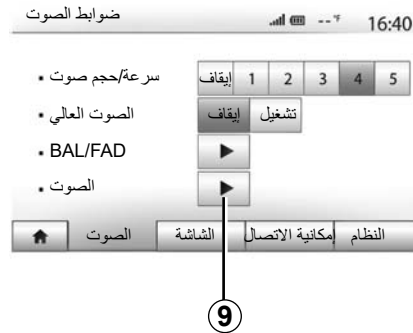 ضوابط الصوت --°F 16:40
سرعة/حجم صوت إيقاف 1 2 3 4 5
الصوت العالي إيقاف تشغيل
BAL/FAD
الصوت
الصوت الشاشة إمكانية الاتصال النظام
9